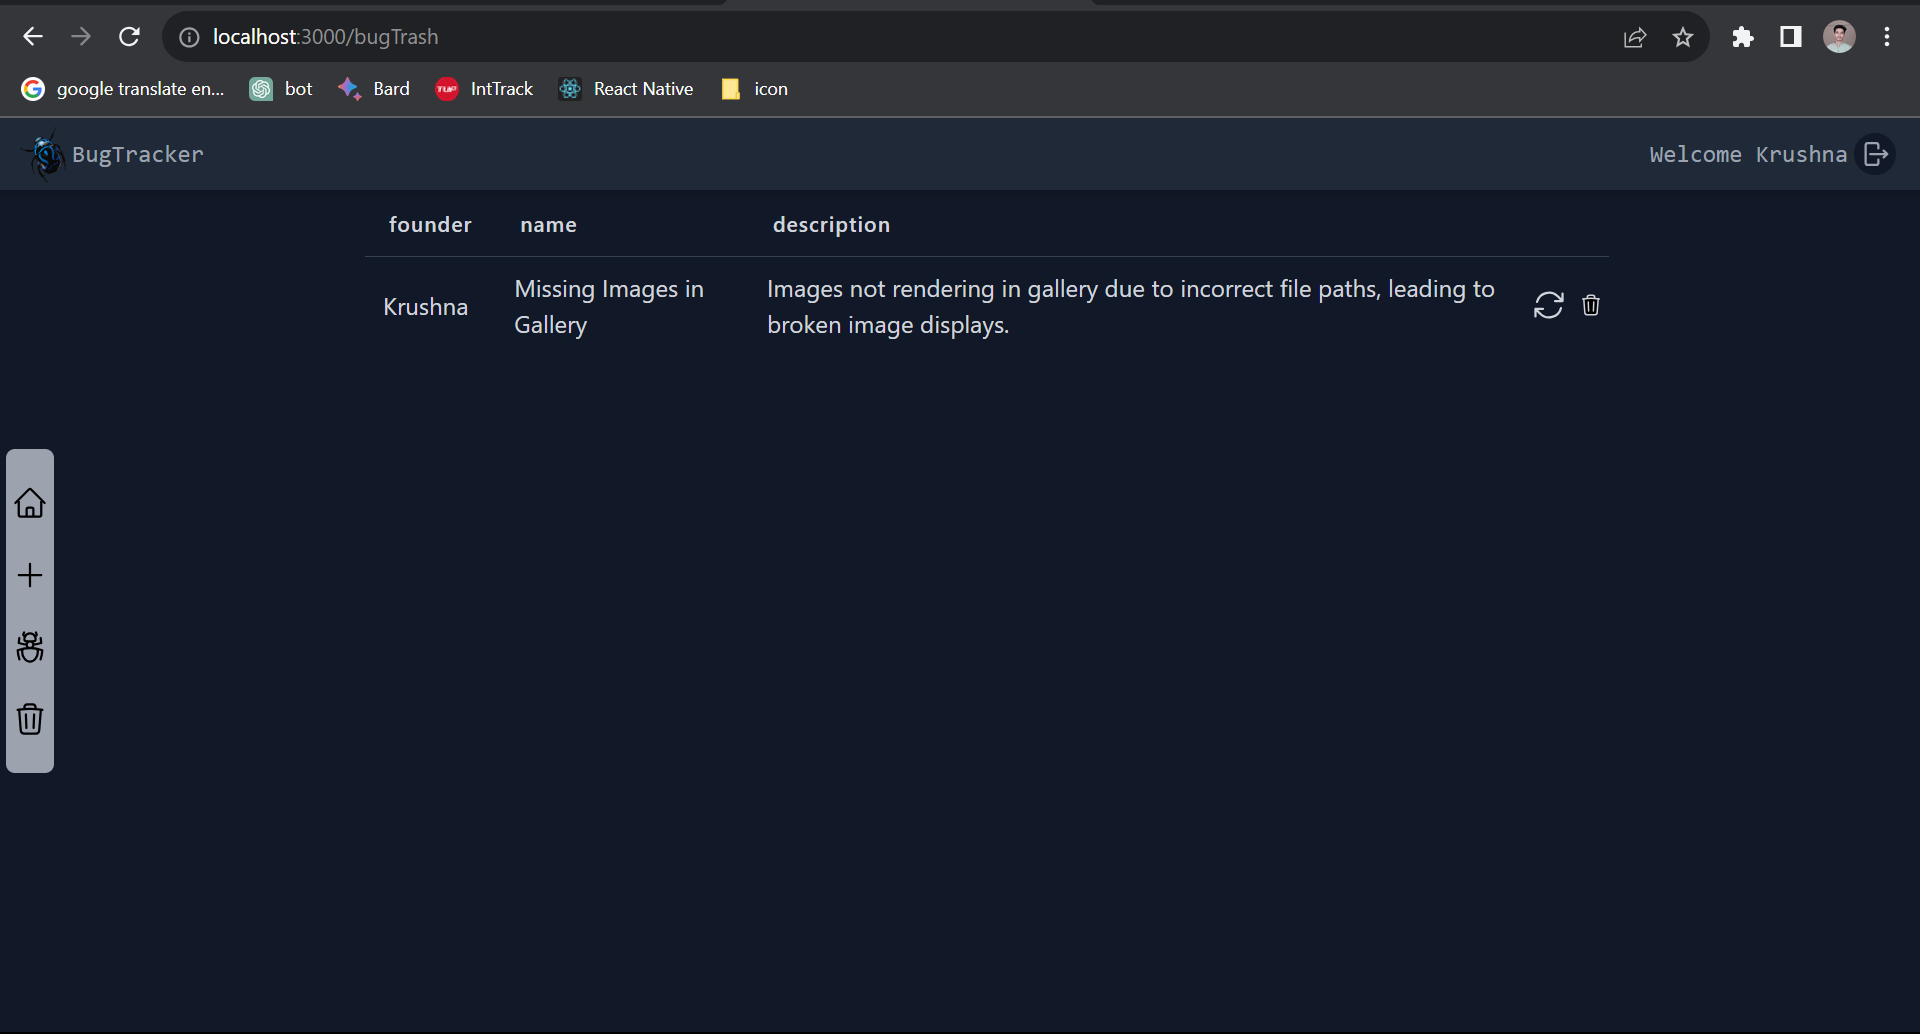 localhost:3000/bugTrash
google translate en... bot Bard IntTrack React Native icon
BugTracker Welcome Krushna
founder name description
Krushna
Missing Images in
Gallery
Images not rendering in gallery due to incorrect file paths, leading to
broken image displays.